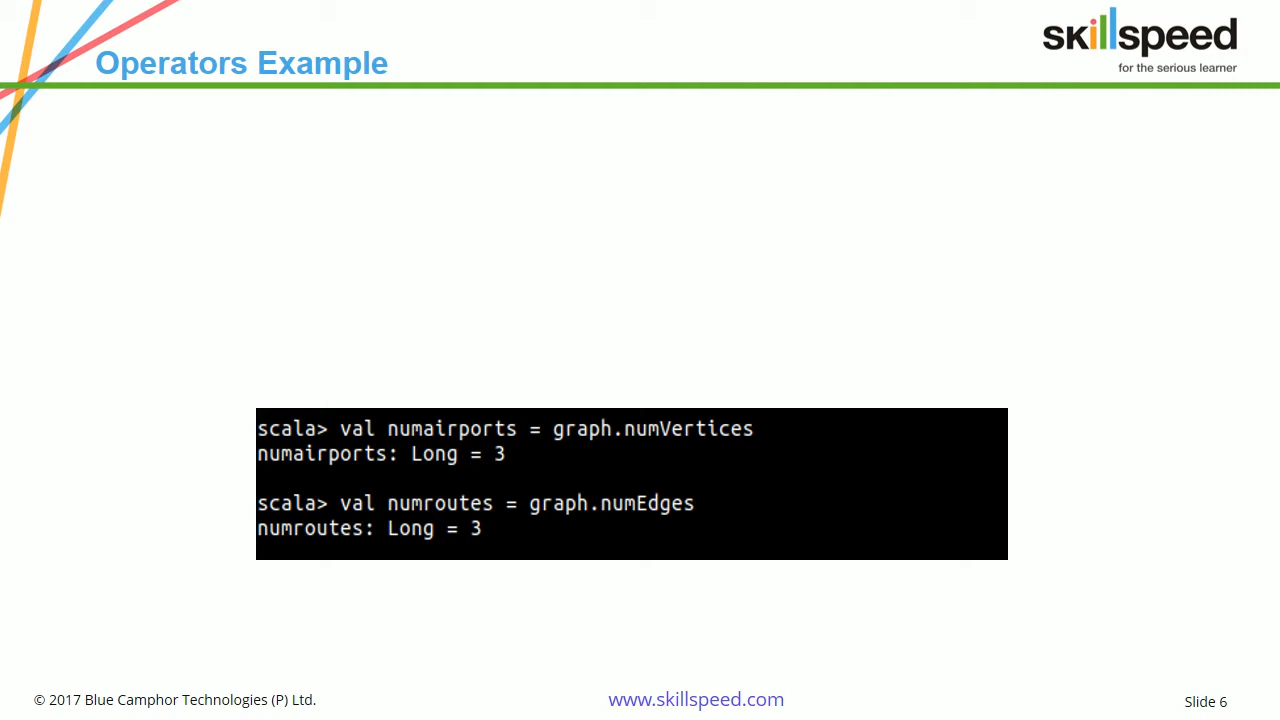 Operators Example
skillspeed
for the serious learner
scala> val numairports = graph.numVertices
numairports: Long = 3
scala> val numroutes = graph.numEdges
numroutes: Long = 3
© 2017 Blue Camphor Technologies (P) Ltd.
www.skillspeed.com
Slide 6